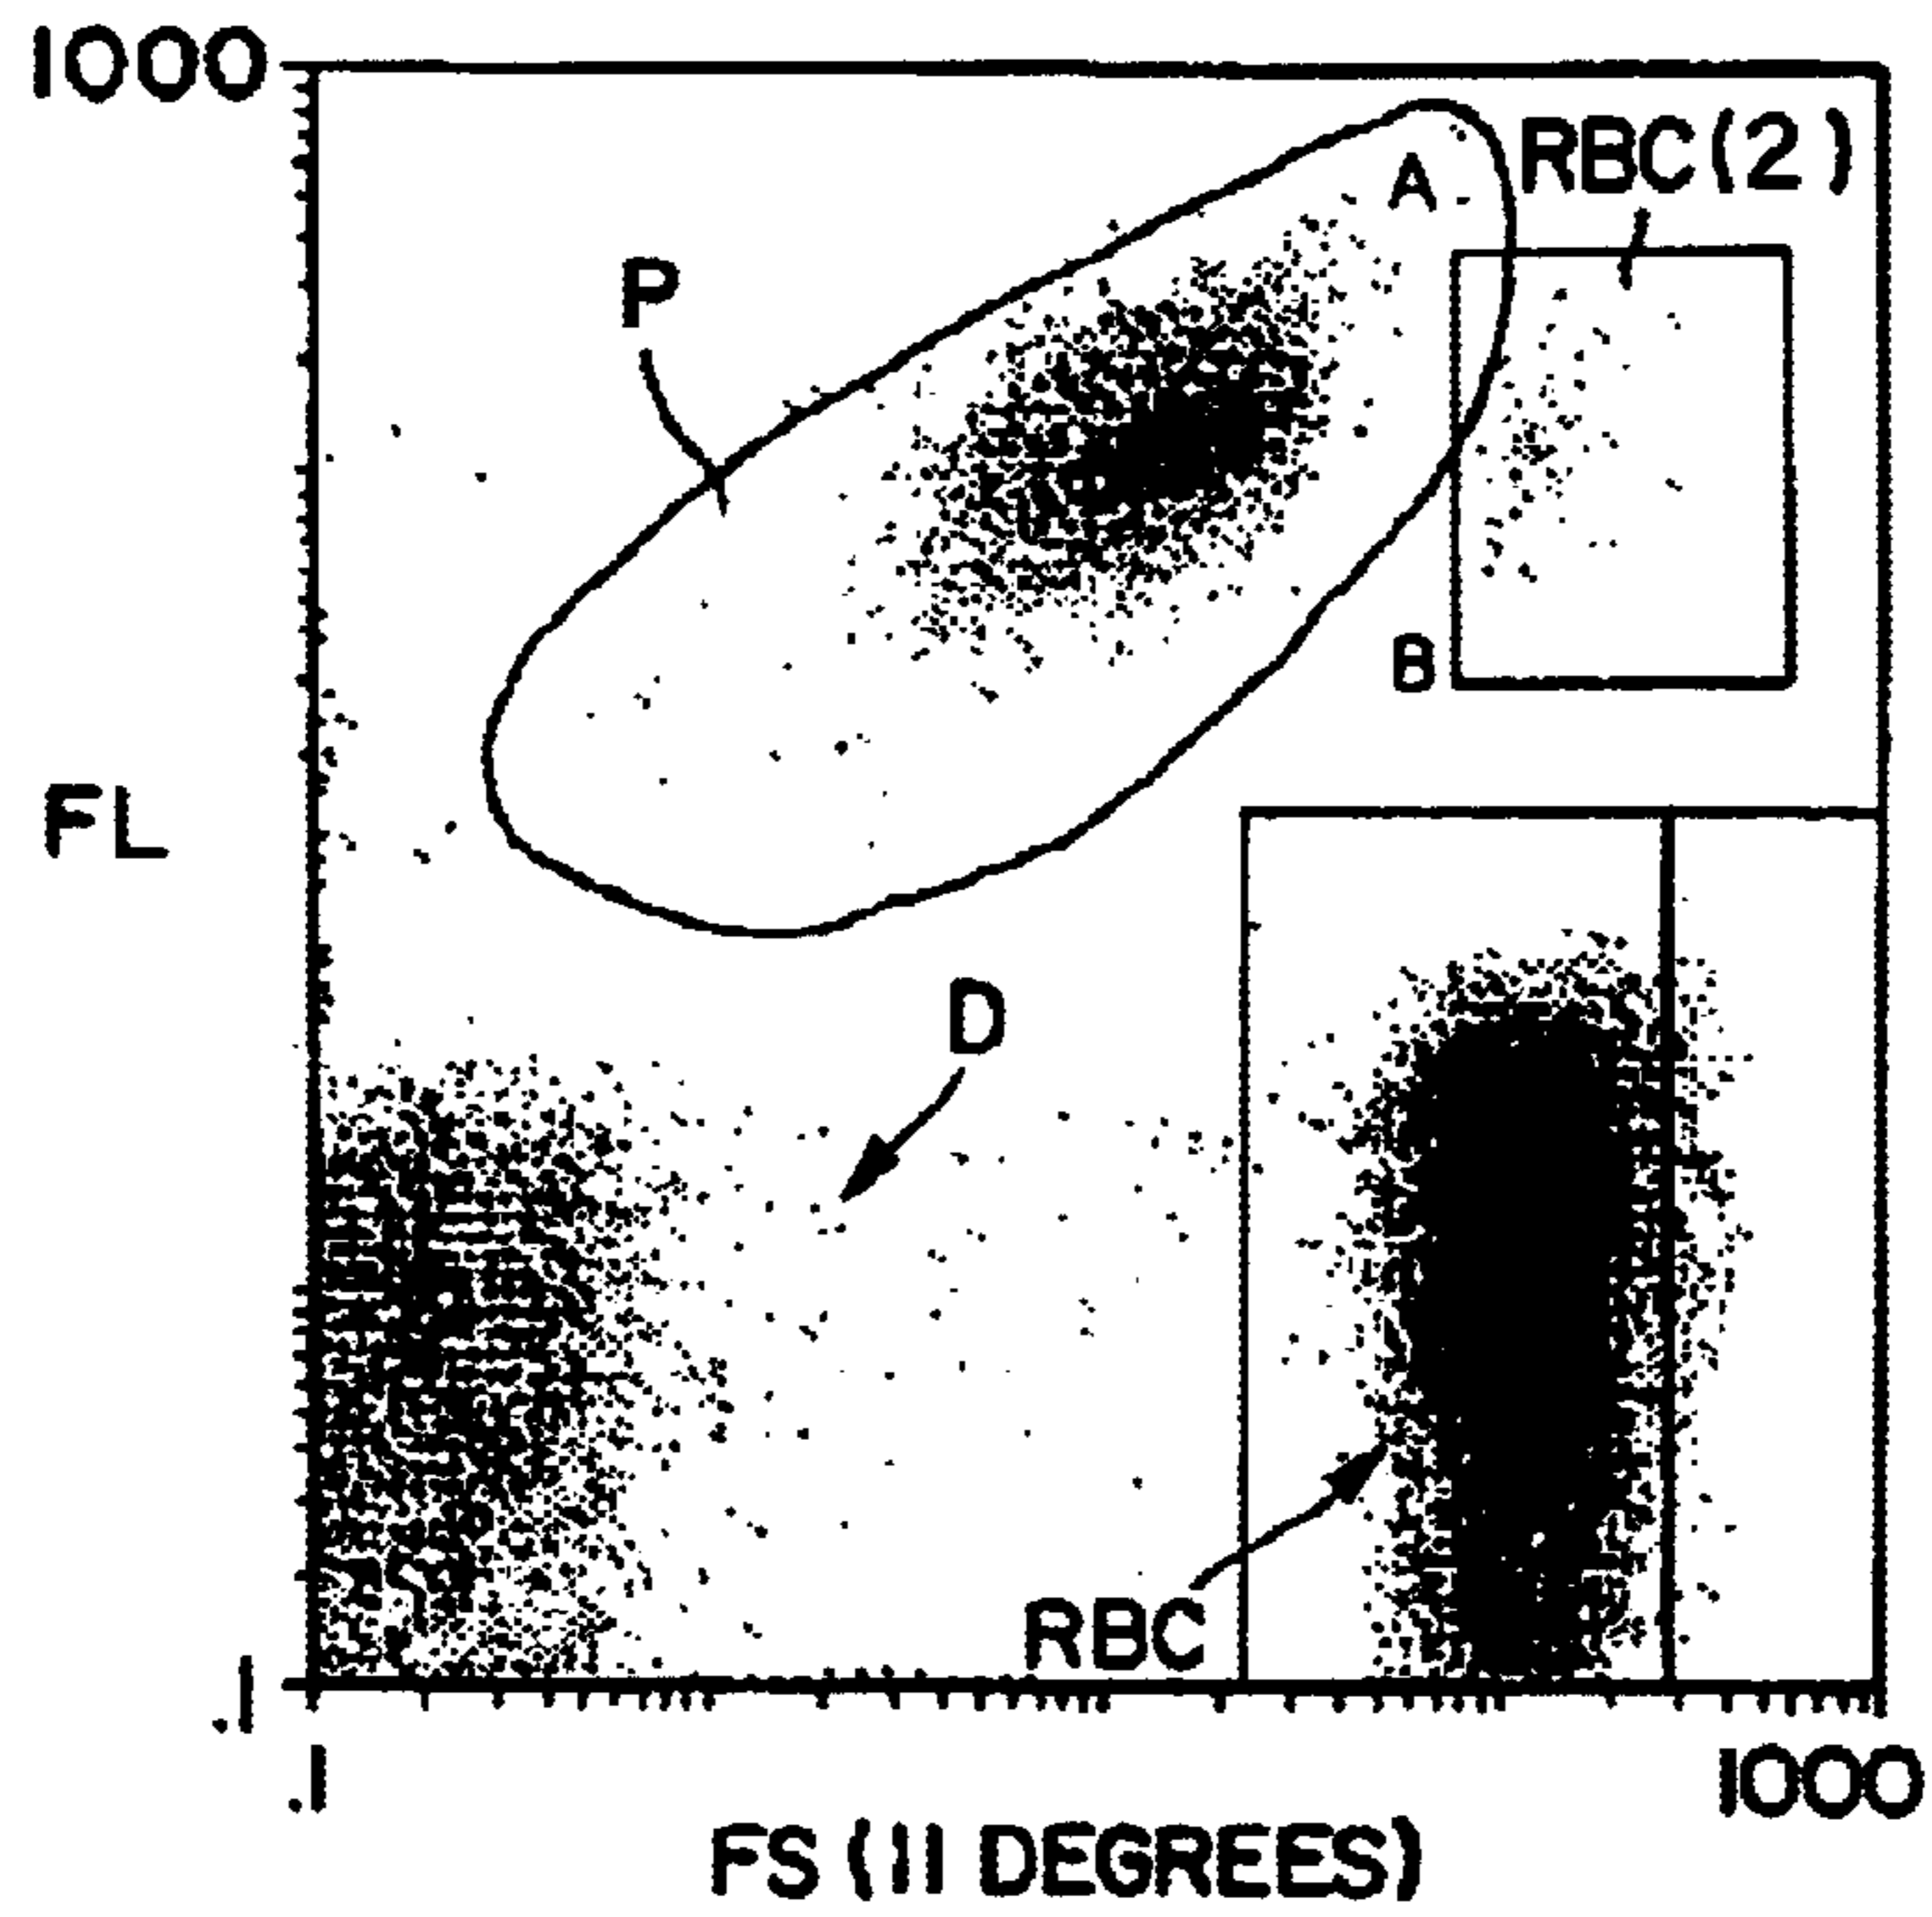 1000
A
RBC(2)
P
B
FL
D
RBC
.1
.1
1000
FS (11 DEGREES)